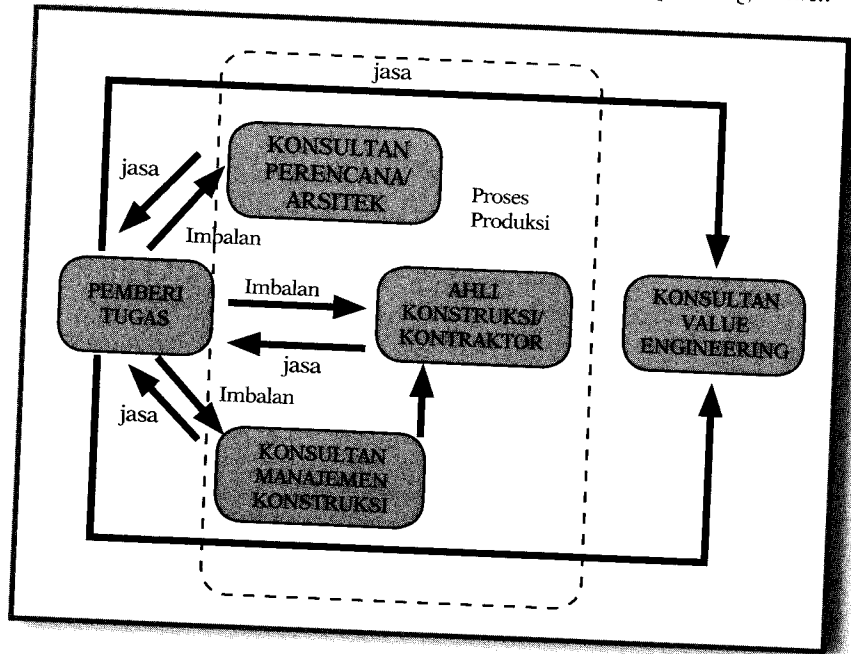 jasa
KONSULTAN
PERENCANA/
ARSITEK
jasa
Proses
Produksi
Imbalan
PEMBERI
TUGAS
Imbalan
AHLI
KONSTRUKSI/
KONTRAKTOR
KONSULTAN
VALUE
ENGINEERING
jasa
Imbalan
jasa
KONSULTAN
MANAJEMEN
KONSTRUKSI